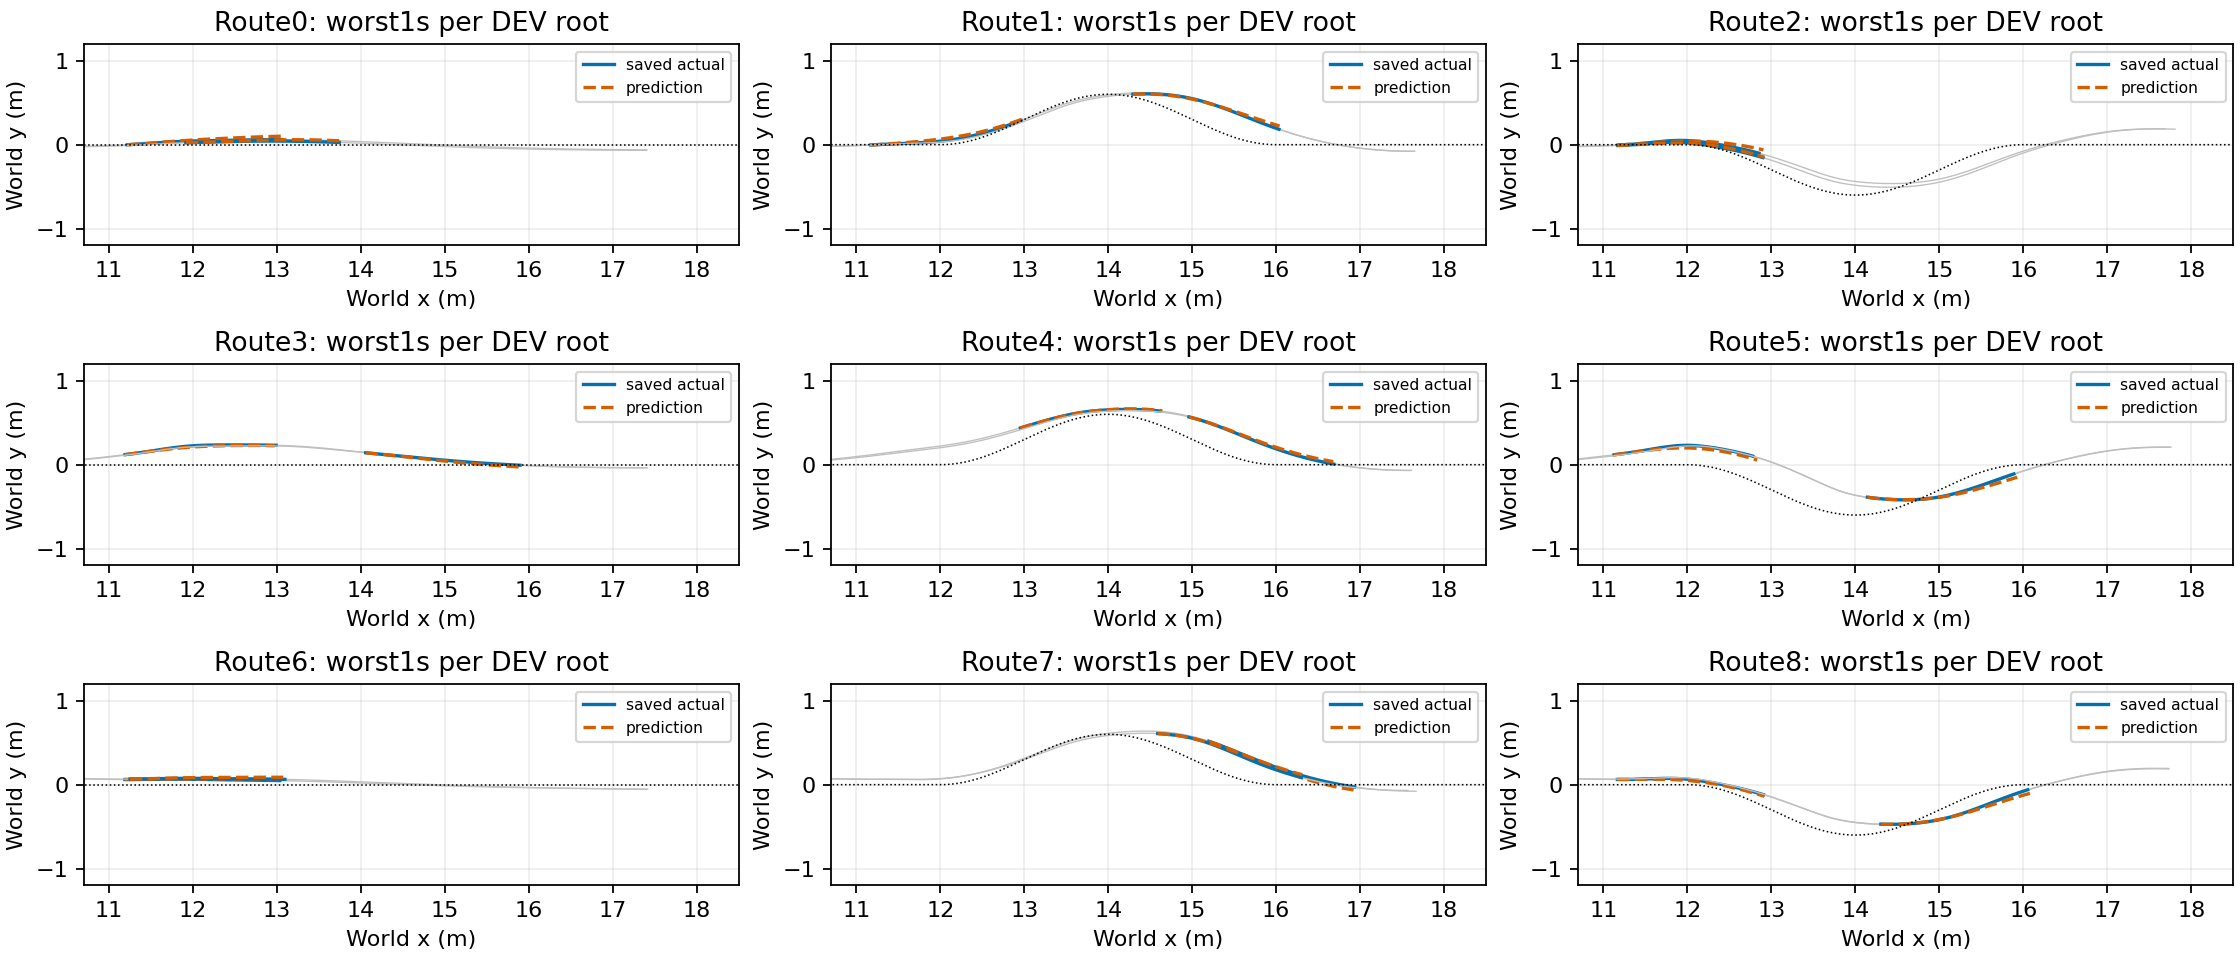 Route0: worst1s per DEV root
World y (m)
1
0
−1
saved actual
prediction
11 12 13 14 15 16 17 18
World x (m)
Route1: worst1s per DEV root
World y (m)
1
0
−1
saved actual
prediction
11 12 13 14 15 16 17 18
World x (m)
Route2: worst1s per DEV root
World y (m)
1
0
−1
saved actual
prediction
11 12 13 14 15 16 17 18
World x (m)
Route3: worst1s per DEV root
World y (m)
1
0
−1
saved actual
prediction
11 12 13 14 15 16 17 18
World x (m)
Route4: worst1s per DEV root
World y (m)
1
0
−1
saved actual
prediction
11 12 13 14 15 16 17 18
World x (m)
Route5: worst1s per DEV root
World y (m)
1
0
−1
saved actual
prediction
11 12 13 14 15 16 17 18
World x (m)
Route6: worst1s per DEV root
World y (m)
1
0
−1
saved actual
prediction
11 12 13 14 15 16 17 18
World x (m)
Route7: worst1s per DEV root
World y (m)
1
0
−1
saved actual
prediction
11 12 13 14 15 16 17 18
World x (m)
Route8: worst1s per DEV root
World y (m)
1
0
−1
saved actual
prediction
11 12 13 14 15 16 17 18
World x (m)